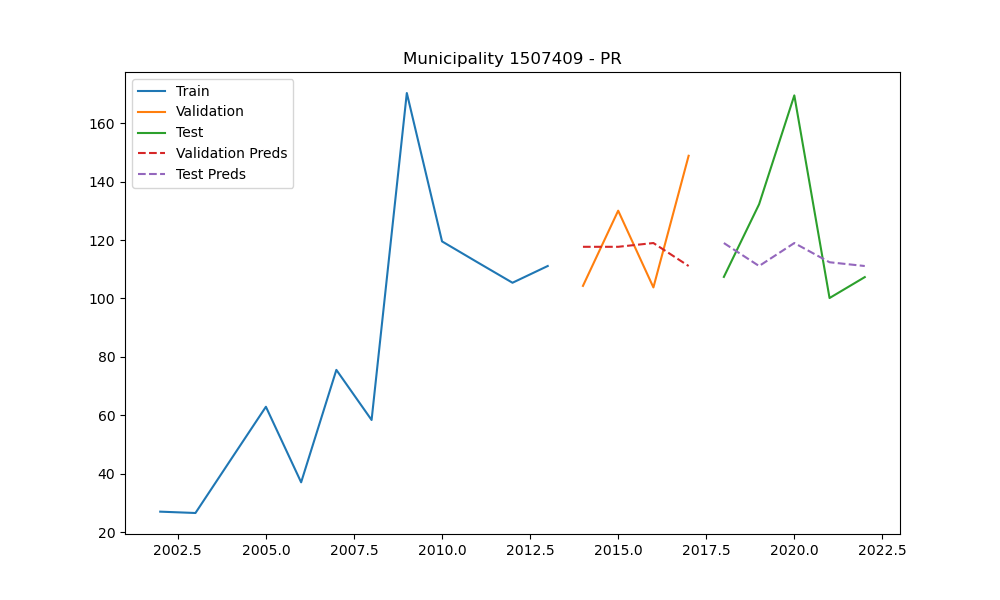 Municipality 1507409 - PR
Train
Validation
Test
Validation Preds
Test Preds
160
140
120
100
80
60
40
20
2002.5 2005.0 2007.5 2010.0 2012.5 2015.0 2017.5 2020.0 2022.5